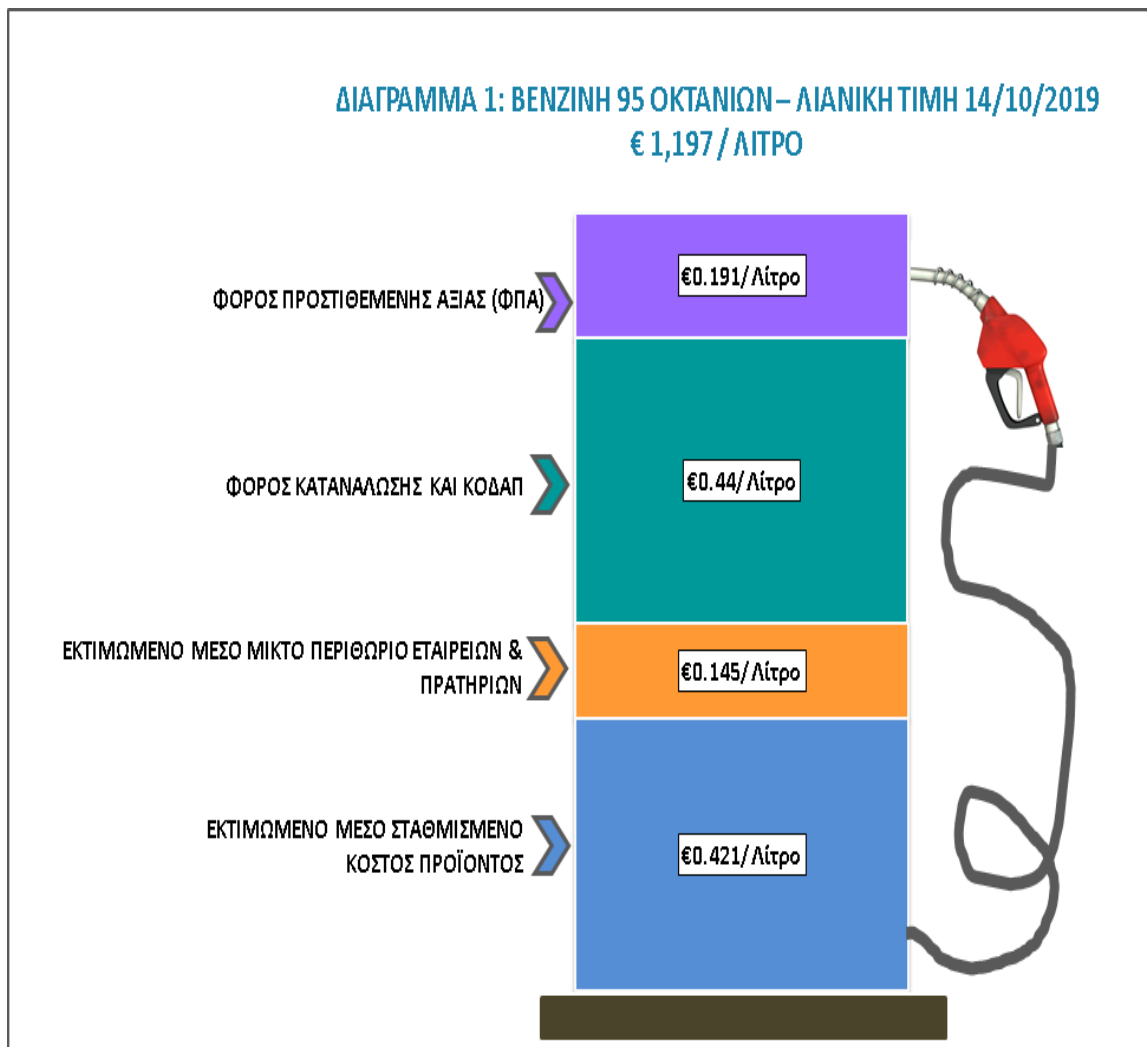 ΔΙΑΓΡΑΜΜΑ 1: ΒΕΝΖΙΝΗ 95 ΟΚΤΑΝΙΩΝ – ΛΙΑΝΙΚΗ ΤΙΜΗ 14/10/2019
€ 1,197 / ΛΙΤΡΟ
€0.191/ Λίτρο
ΦΟΡΟΣ ΠΡΟΣΤΙΘΕΜΕΝΗΣ ΑΞΙΑΣ (ΦΠΑ)
ΦΟΡΟΣ ΚΑΤΑΝΑΛΩΣΗΣ ΚΑΙ ΚΟΔΑΠ
€0.44/ Λίτρο
ΕΚΤΙΜΩΜΕΝΟ ΜΕΣΟ ΜΙΚΤΟ ΠΕΡΙΘΩΡΙΟ ΕΤΑΙΡΕΙΩΝ &
ΠΡΑΤΗΡΙΩΝ
€0.145/ Λίτρο
ΕΚΤΙΜΩΜΕΝΟ ΜΕΣΟ ΣΤΑΘΜΙΣΜΕΝΟ
ΚΟΣΤΟΣ ΠΡΟΪΟΝΤΟΣ
€0.421/ Λίτρο